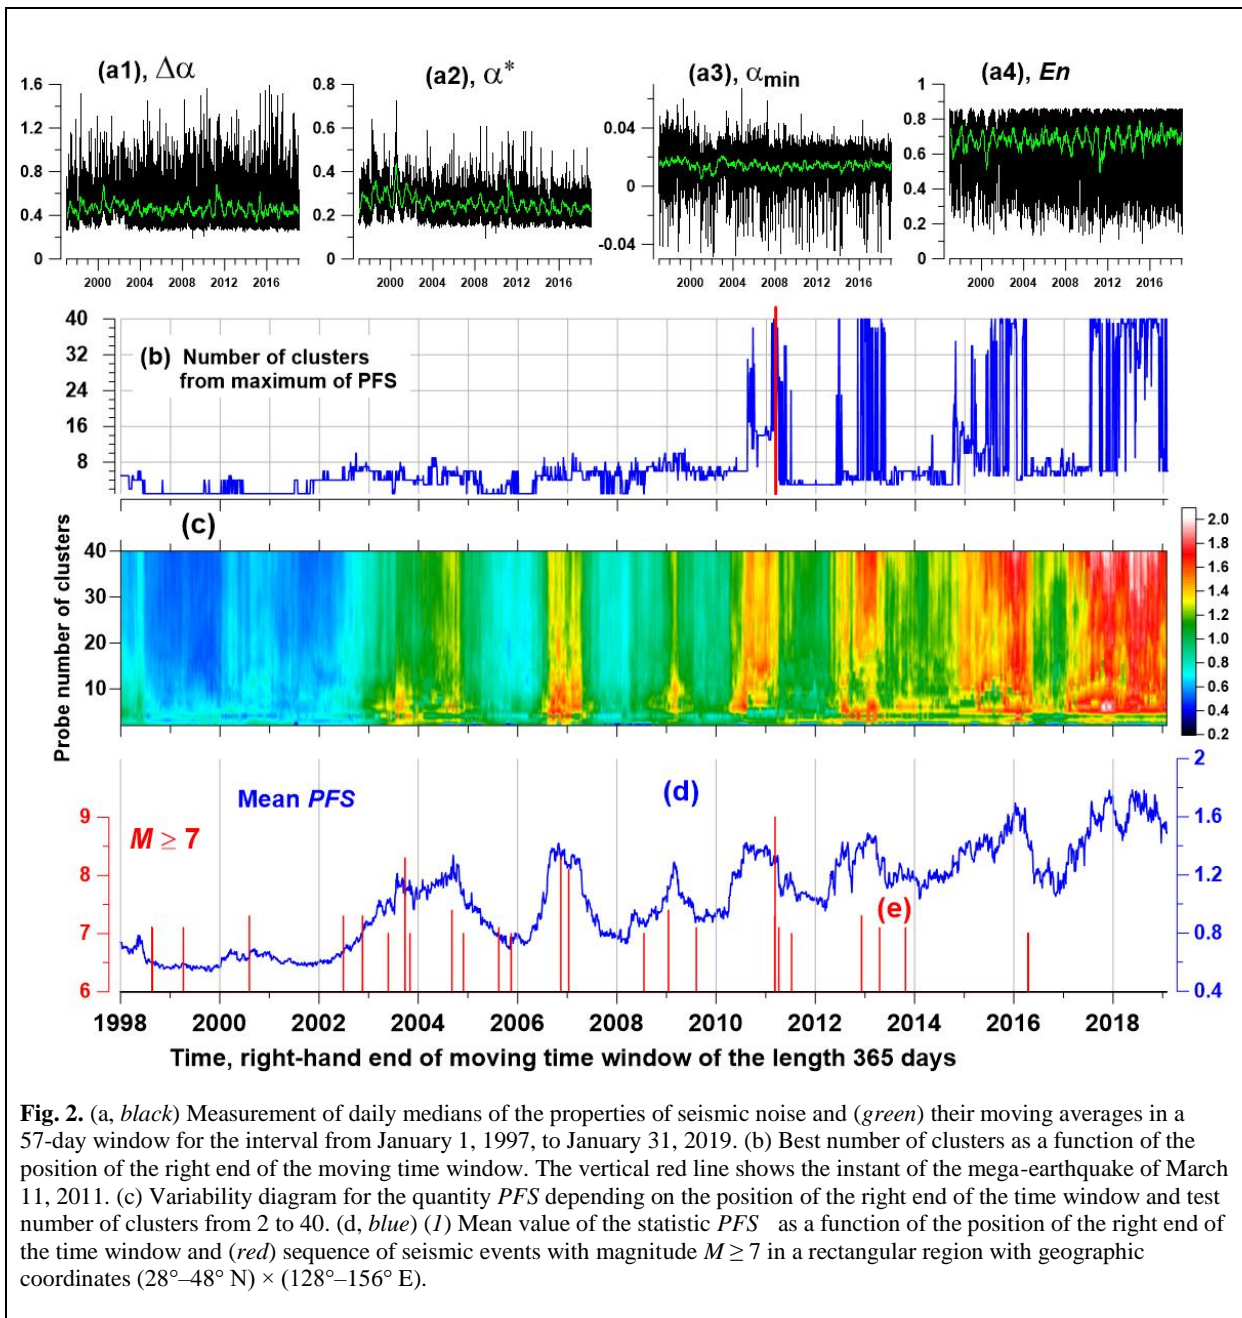 (a1), Δα
(a2), α*
(a3), αmin
(a4), En
1.6
1.2
0.8
0.4
0
2000 2004 2008 2012 2016
0.8
0.6
0.4
0.2
0
2000 2004 2008 2012 2016
0.04
0
-0.04
2000 2004 2008 2012 2016
1
0.8
0.6
0.4
0.2
0
2000 2004 2008 2012 2016
40
32
24
16
8
(b) Number of clusters
from maximum of PFS
(c)
Probe number of clusters
40
30
20
10
2.0
1.8
1.6
1.4
1.2
1.0
0.8
0.6
0.4
0.2
Mean PFS
(d)
M ≥ 7
(e)
9
8
7
6
2
1.6
1.2
0.8
0.4
1998 2000 2002 2004 2006 2008 2010 2012 2014 2016 2018
Time, right-hand end of moving time window of the length 365 days
Fig. 2. (a, black) Measurement of daily medians of the properties of seismic noise and (green) their moving averages in a
57-day window for the interval from January 1, 1997, to January 31, 2019. (b) Best number of clusters as a function of the
position of the right end of the moving time window. The vertical red line shows the instant of the mega-earthquake of March
11, 2011. (c) Variability diagram for the quantity PFS depending on the position of the right end of the time window and test
number of clusters from 2 to 40. (d, blue) (1) Mean value of the statistic PFS as a function of the position of the right end of
the time window and (red) sequence of seismic events with magnitude M ≥ 7 in a rectangular region with geographic
coordinates (28°–48° N) × (128°–156° E).